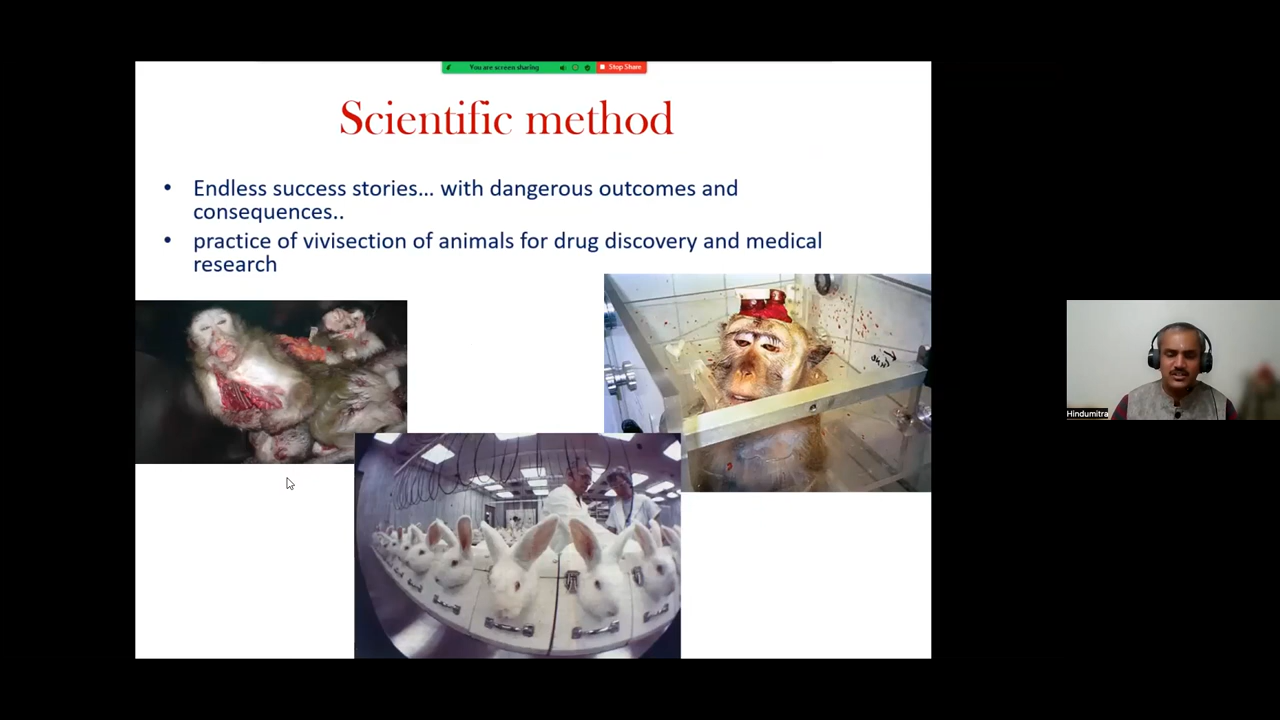 You are screen sharing
Stop Share
Scientific method
• Endless success stories... with dangerous outcomes and
consequences..
• practice of vivisection of animals for drug discovery and medical
research
Hindumitra